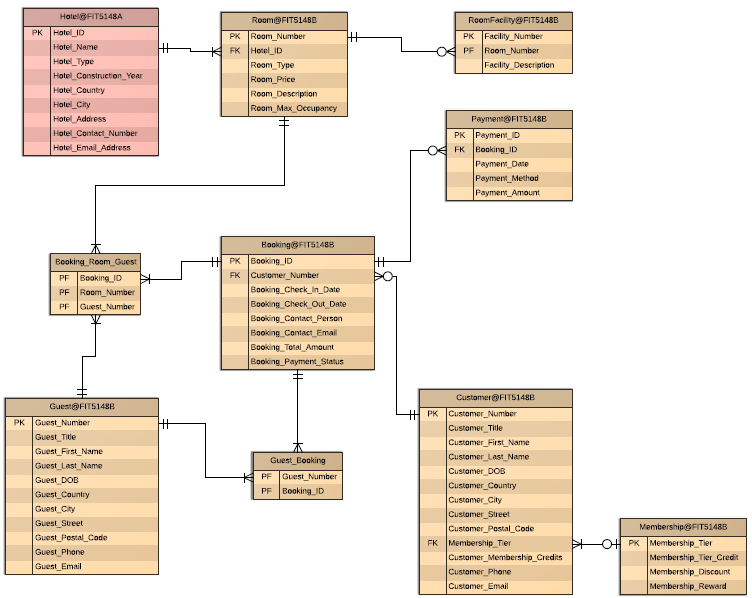 Hotel@FIT5148A
PK Hotel_ID
Hotel_Name
Hotel_Type
Hotel_Construction_Year
Hotel_Country
Hotel_City
Hotel_Address
Hotel_Contact_Number
Hotel_Email_Address
Room@FIT5148B
PK Room_Number
FK Hotel_ID
Room_Type
Room_Price
Room_Description
Room_Max_Occupancy
RoomFacility@FIT5148B
PK Facility_Number
PF Room_Number
Facility_Description
Payment@FIT5148B
PK Payment_ID
FK Booking_ID
Payment_Date
Payment_Method
Payment_Amount
Booking_Room_Guest
PF Booking_ID
PF Room_Number
PF Guest_Number
Booking@FIT5148B
PK Booking_ID
FK Customer_Number
Booking_Check_In_Date
Booking_Check_Out_Date
Booking_Contact_Person
Booking_Contact_Email
Booking_Total_Amount
Booking_Payment_Status
Guest@FIT5148B
PK Guest_Number
Guest_Title
Guest_First_Name
Guest_Last_Name
Guest_DOB
Guest_Country
Guest_City
Guest_Street
Guest_Postal_Code
Guest_Phone
Guest_Email
Guest_Booking
PF Guest_Number
PF Booking_ID
Customer@FIT5148B
PK Customer_Number
Customer_Title
Customer_First_Name
Customer_Last_Name
Customer_DOB
Customer_Country
Customer_City
Customer_Street
Customer_Postal_Code
FK Membership_Tier
Customer_Membership_Credits
Customer_Phone
Customer_Email
Membership@FIT5148B
PK Membership_Tier
Membership_Tier_Credit
Membership_Discount
Membership_Reward